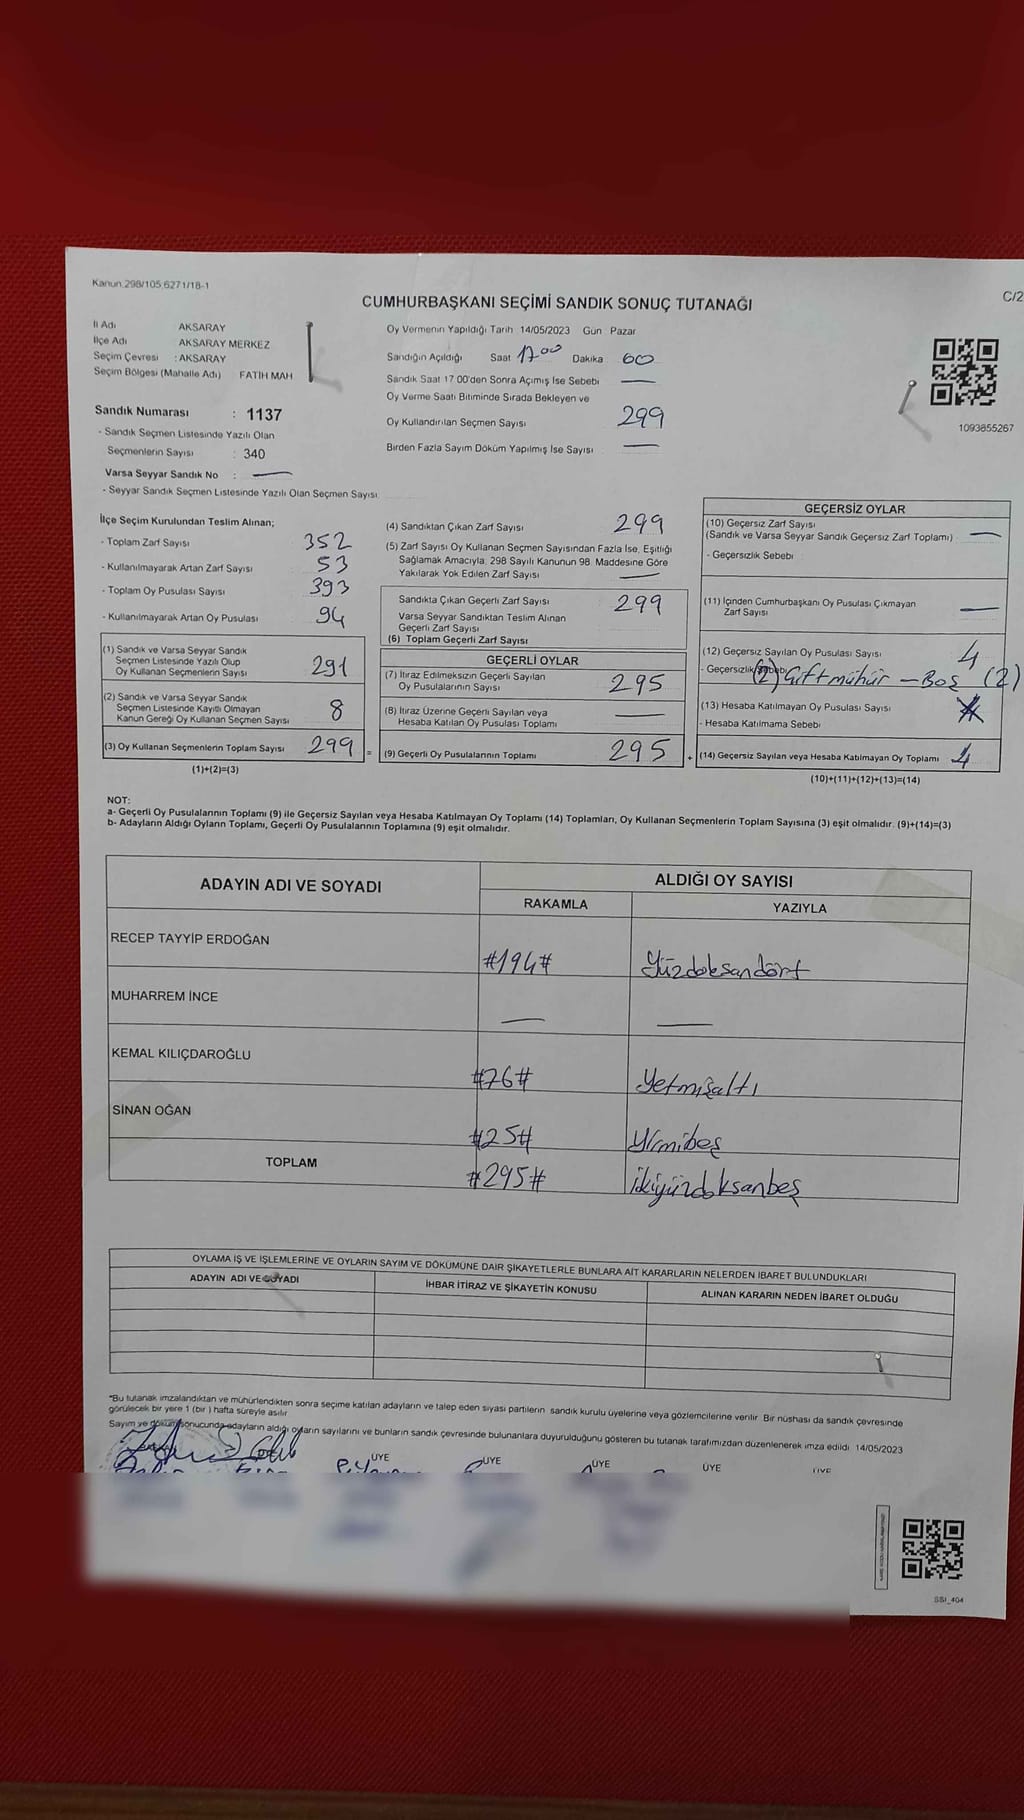 Kanun.298/105,6271/18-1
C/2
CUMHURBAŞKANI SEÇİMİ SANDIK SONUÇ TUTANAĞI
İl Adı AKSARAY
İlçe Adı AKSARAY MERKEZ
Seçim Çevresi : AKSARAY
Seçim Bölgesi (Mahalle Adı) FATİH MAH
Sandık Numarası : 1137
- Sandık Seçmen Listesinde Yazılı Olan
Seçmenlerin Sayısı : 340
Varsa Seyyar Sandık No : —
- Seyyar Sandık Seçmen Listesinde Yazılı Olan Seçmen Sayısı:
Oy Vermenin Yapıldığı Tarih 14/05/2023 Gün Pazar
Sandığın Açıldığı Saat 17.00 Dakika 60
Sandık Saat 17 00'den Sonra Açımış İse Sebebi —
Oy Verme Saati Bitiminde Sırada Bekleyen ve
Oy Kullandırılan Seçmen Sayısı 299
Birden Fazla Sayım Döküm Yapılmış İse Sayısı —
1093855267
İlçe Seçim Kurulundan Teslim Alınan;
- Toplam Zarf Sayısı 352
- Kullanılmayarak Artan Zarf Sayısı 53
- Toplam Oy Pusulası Sayısı 393
- Kullanılmayarak Artan Oy Pusulası 94
(1) Sandık ve Varsa Seyyar Sandık
Seçmen Listesinde Yazılı Olup
Oy Kullanan Seçmenlerin Sayısı 291
(2) Sandık ve Varsa Seyyar Sandık
Seçmen Listesinde Kayıtlı Olmayan
Kanun Gereği Oy Kullanan Seçmen Sayısı 8
(3) Oy Kullanan Seçmenlerin Toplam Sayısı 299 =
(1)+(2)=(3)
(4) Sandıktan Çıkan Zarf Sayısı 299
(5) Zarf Sayısı Oy Kullanan Seçmen Sayısından Fazla İse, Eşitliği
Sağlamak Amacıyla, 298 Sayılı Kanunun 98. Maddesine Göre
Yakılarak Yok Edilen Zarf Sayısı —
Sandıkta Çıkan Geçerli Zarf Sayısı 299
Varsa Seyyar Sandıktan Teslim Alınan
Geçerli Zarf Sayısı
(6) Toplam Geçerli Zarf Sayısı
GEÇERLİ OYLAR
(7) İtiraz Edilmeksizin Geçerli Sayılan
Oy Pusulalarının Sayısı 295
(8) İtiraz Üzerine Geçerli Sayılan veya
Hesaba Katılan Oy Pusulası Toplamı —
(9) Geçerli Oy Pusulalarının Toplamı 295 +
GEÇERSİZ OYLAR
(10) Geçersiz Zarf Sayısı
(Sandık ve Varsa Seyyar Sandık Geçersiz Zarf Toplamı) —
- Geçersizlik Sebebi
(11) İçinden Cumhurbaşkanı Oy Pusulası Çıkmayan
Zarf Sayısı —
(12) Geçersiz Sayılan Oy Pusulası Sayısı 4
- Geçersizlik Sebebi (2) Çift mühür – Boş (2)
(13) Hesaba Katılmayan Oy Pusulası Sayısı
- Hesaba Katılmama Sebebi
(14) Geçersiz Sayılan veya Hesaba Katılmayan Oy Toplamı 4
(10)+(11)+(12)+(13)=(14)
NOT:
a- Geçerli Oy Pusulalarının Toplamı (9) ile Geçersiz Sayılan veya Hesaba Katılmayan Oy Toplamı (14) Toplamları, Oy Kullanan Seçmenlerin Toplam Sayısına (3) eşit olmalıdır. (9)+(14)=(3)
b- Adayların Aldığı Oyların Toplamı, Geçerli Oy Pusulalarının Toplamına (9) eşit olmalıdır.
ADAYIN ADI VE SOYADI
ALDIĞI OY SAYISI
RAKAMLA YAZIYLA
RECEP TAYYİP ERDOĞAN #194# Yüzdoksandört
MUHARREM İNCE — —
KEMAL KILIÇDAROĞLU #76# Yetmişaltı
SİNAN OĞAN #25# Yirmibeş
TOPLAM #295# İkiyüzdoksanbeş
OYLAMA İŞ VE İŞLEMLERİNE VE OYLARIN SAYIM VE DÖKÜMÜNE DAİR ŞİKAYETLERLE BUNLARA AİT KARARLARIN NELERDEN İBARET BULUNDUKLARI
ADAYIN ADI VE SOYADI İHBAR İTİRAZ VE ŞİKAYETİN KONUSU ALINAN KARARIN NEDEN İBARET OLDUĞU
*Bu tutanak imzalandıktan ve mühürlendikten sonra seçime katılan adayların ve talep eden siyasi partilerin sandık kurulu üyelerine veya gözlemcilerine verilir Bir nüshası da sandık çevresinde
görülecek bir yere 1 (bir ) hafta süreyle asılır
Sayım ve döküm sonucunda adayların aldığı oyların sayılarını ve bunların sandık çevresinde bulunanlara duyurulduğunu gösteren bu tutanak tarafımızdan düzenlenerek imza edildi 14/05/2023
ÜYE ÜYE ÜYE ÜYE ÜYE
SSI_404